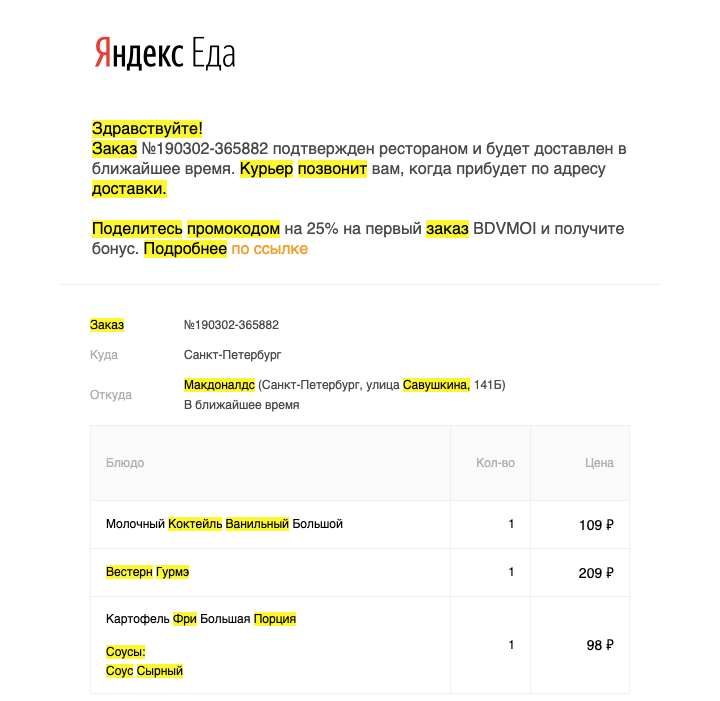 Яндекс Еда
Здравствуйте!
Заказ №190302-365882 подтвержден рестораном и будет доставлен в
ближайшее время. Курьер позвонит вам, когда прибудет по адресу
доставки.
Поделитесь промокодом на 25% на первый заказ BDVMOI и получите
бонус. Подробнее по ссылке
Заказ №190302-365882
Куда Санкт-Петербург
Откуда Макдоналдс (Санкт-Петербург, улица Савушкина, 141Б)
В ближайшее время
Блюдо Кол-во Цена
Молочный Коктейль Ванильный Большой 1 109 ₽
Вестерн Гурмэ 1 209 ₽
Картофель Фри Большая Порция
Соусы: 1 98 ₽
Соус Сырный